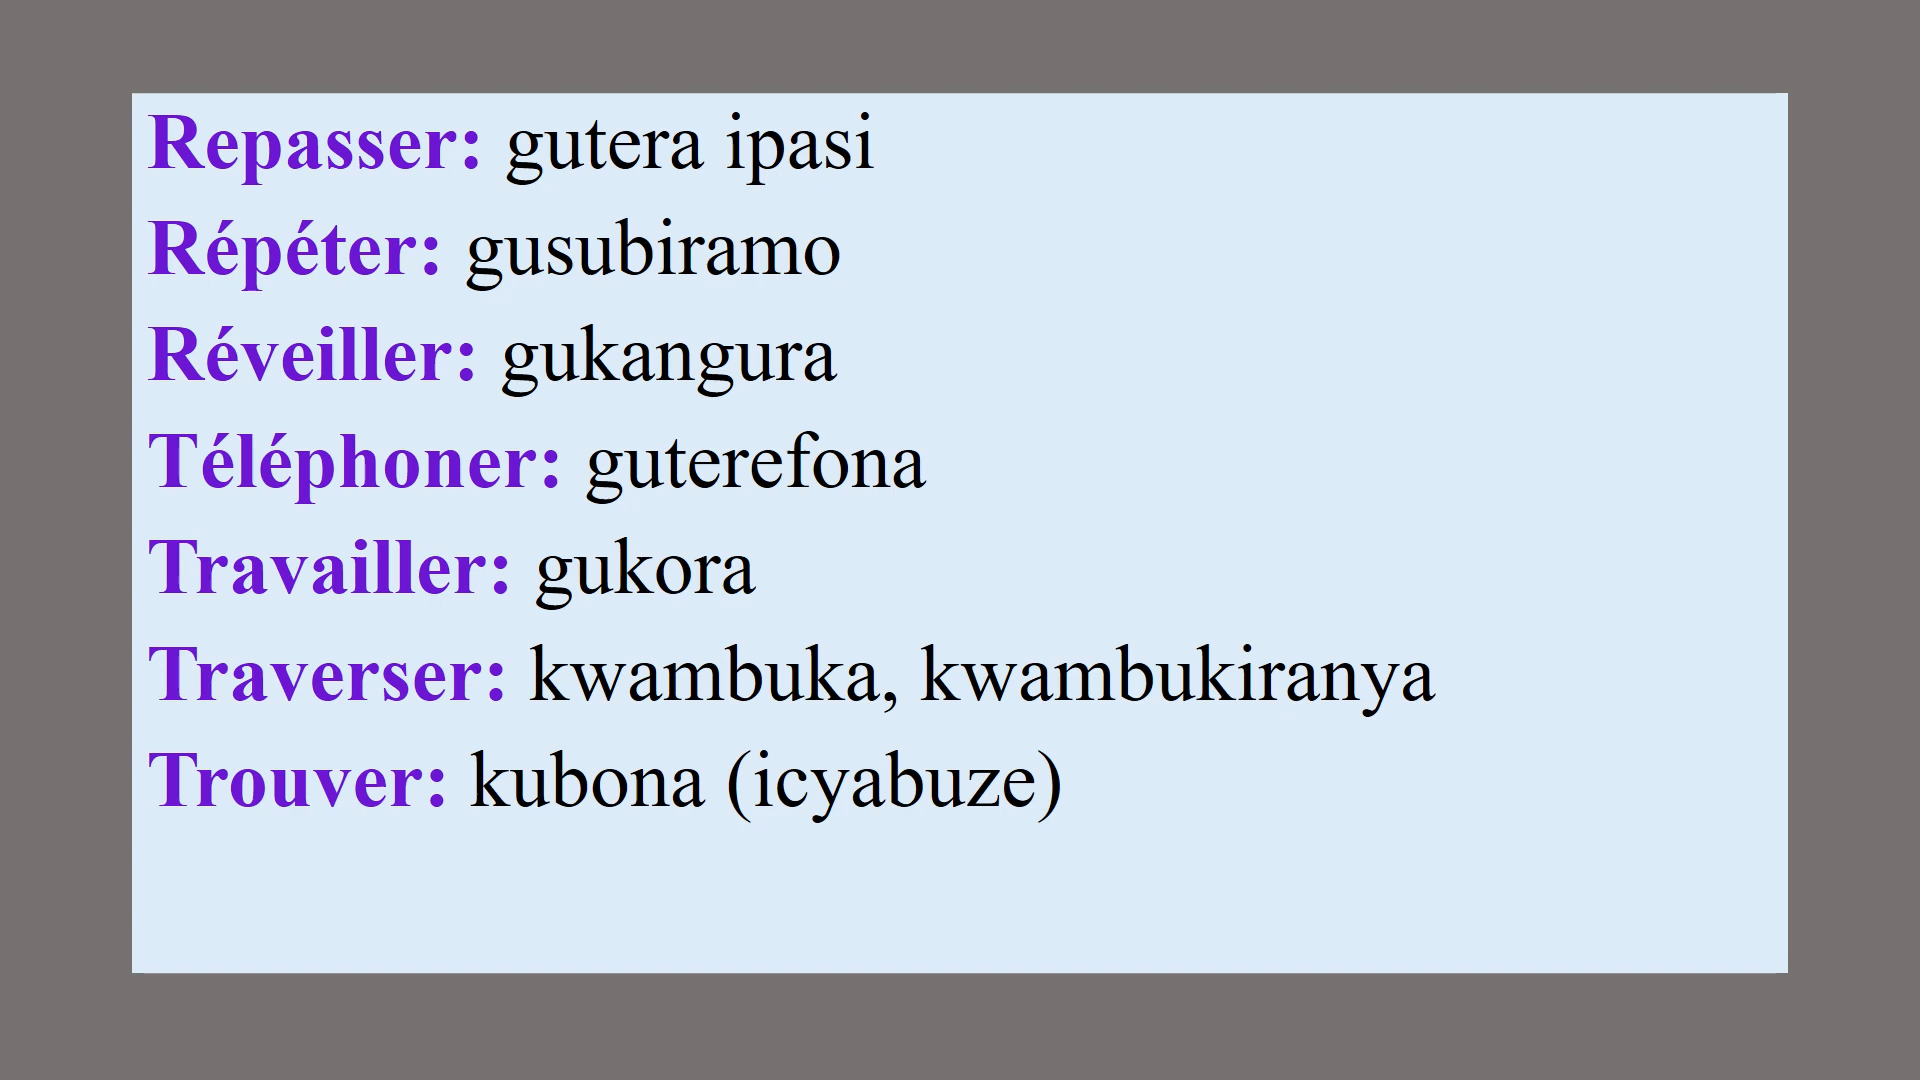 Repasser: gutera ipasi
Répéter: gusubiramo
Réveiller: gukangura
Téléphoner: guterefona
Travailler: gukora
Traverser: kwambuka, kwambukiranya
Trouver: kubona (icyabuze)